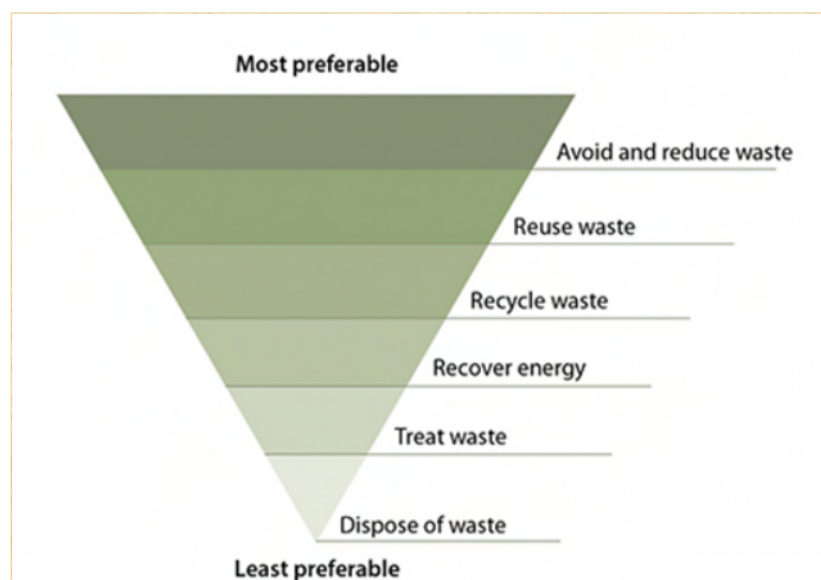 Most preferable
Avoid and reduce waste
Reuse waste
Recycle waste
Recover energy
Treat waste
Dispose of waste
Least preferable